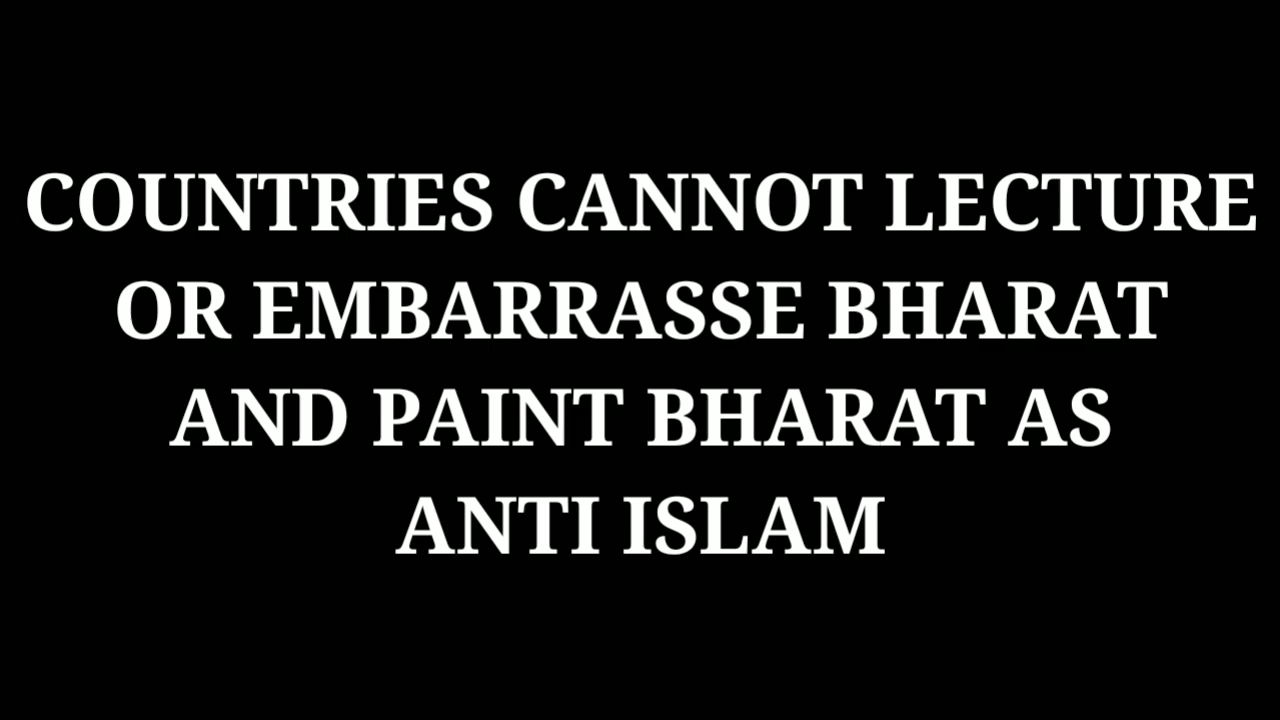 COUNTRIES CANNOT LECTURE
OR EMBARRASSE BHARAT
AND PAINT BHARAT AS
ANTI ISLAM